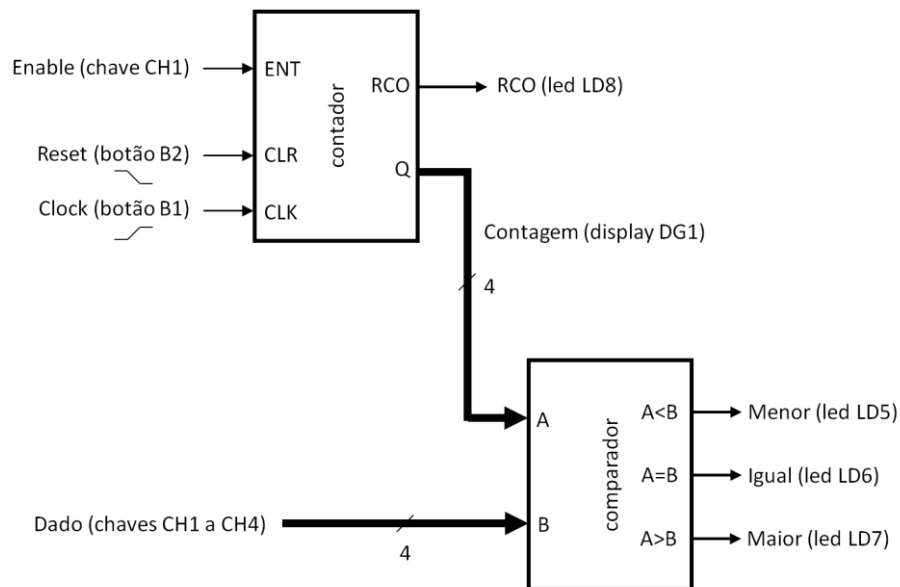 Enable (chave CH1)
ENT
RCO
RCO (led LD8)
contador
Reset (botão B2)
CLR
Q
Clock (botão B1)
CLK
Contagem (display DG1)
4
A
A<B
Menor (led LD5)
comparador
A=B
Igual (led LD6)
Dado (chaves CH1 a CH4)
4
B
A>B
Maior (led LD7)